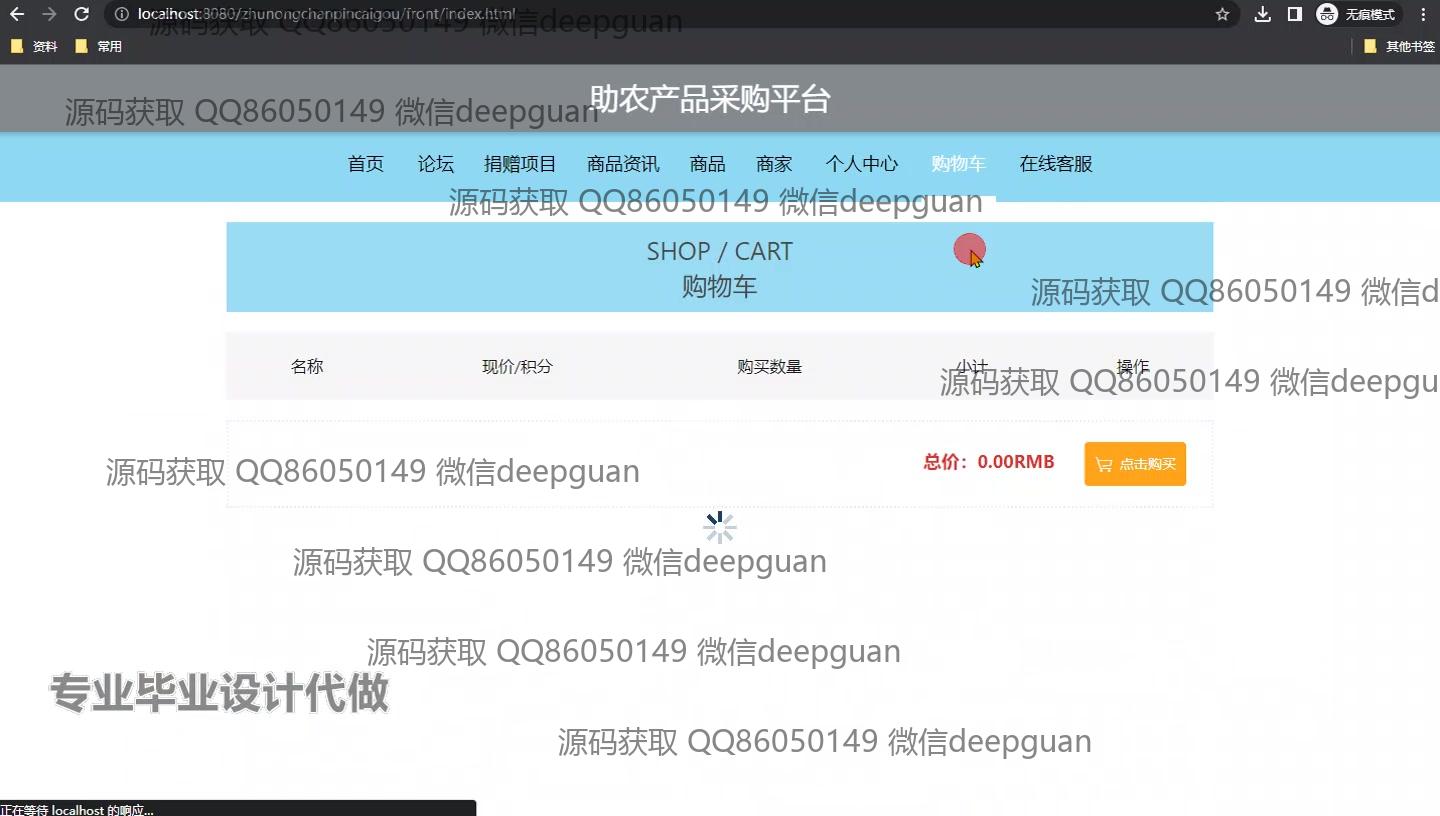 localhost:8080/zhunongchanpincaigou/front/index.html
无痕模式
源码获取 QQ86050149 微信deepguan
资料
常用
其他书签
助农产品采购平台
源码获取 QQ86050149 微信deepguan
首页
论坛
捐赠项目
商品资讯
商品
商家
个人中心
购物车
在线客服
源码获取 QQ86050149 微信deepguan
SHOP / CART
购物车
源码获取 QQ86050149 微信d
名称
现价/积分
购买数量
小计
操作
源码获取 QQ86050149 微信deepgu
总价：0.00RMB
点击购买
源码获取 QQ86050149 微信deepguan
源码获取 QQ86050149 微信deepguan
源码获取 QQ86050149 微信deepguan
专业毕业设计代做
源码获取 QQ86050149 微信deepguan
正在等待 localhost 的响应...